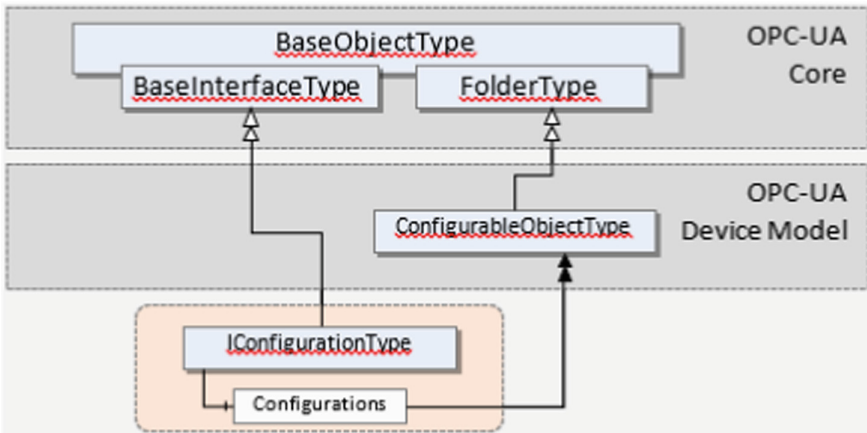 BaseObjectType
OPC-UA
Core
BaseInterfaceType
FolderType
OPC-UA
Device Model
ConfigurableObjectType
IConfigurationType
Configurations